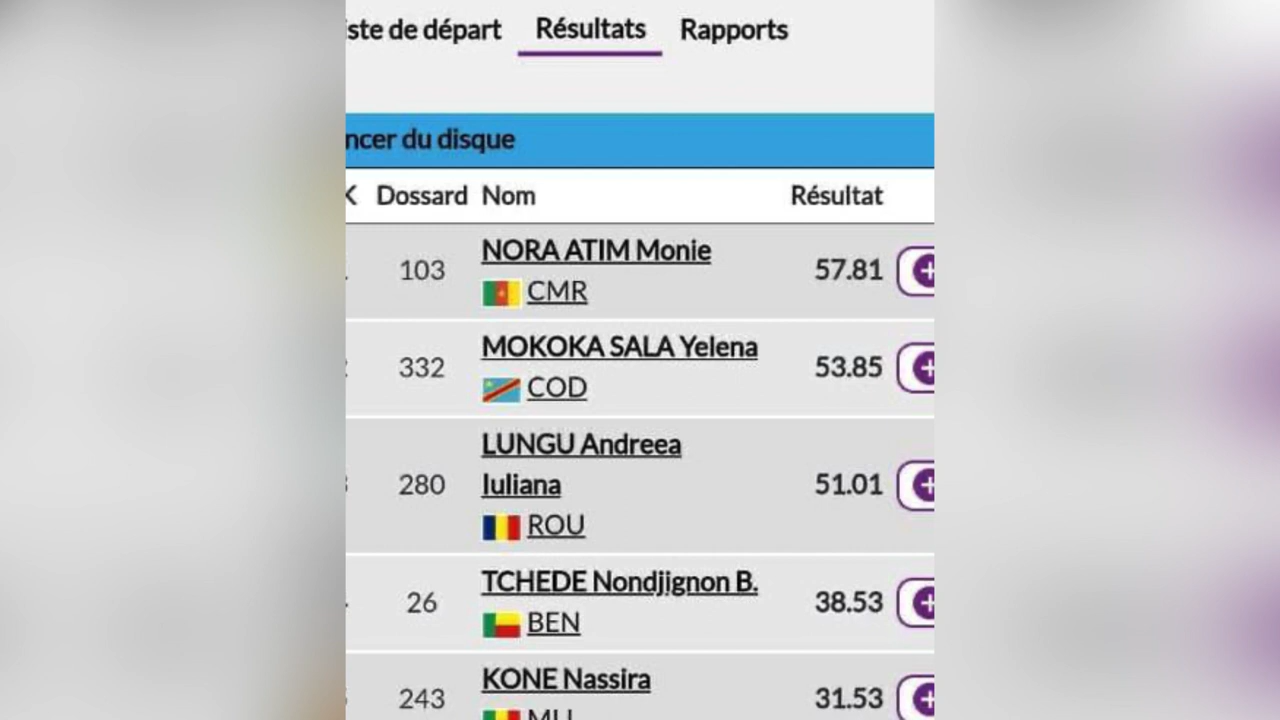 iste de départ Résultats Rapports
ncer du disque
Dossard Nom Résultat
103 NORA ATIM Monie 57.81
CMR
332 MOKOKA SALA Yelena 53.85
COD
280 LUNGU Andreea
Iuliana 51.01
ROU
26 TCHEDE Nondjignon B. 38.53
BEN
243 KONE Nassira 31.53